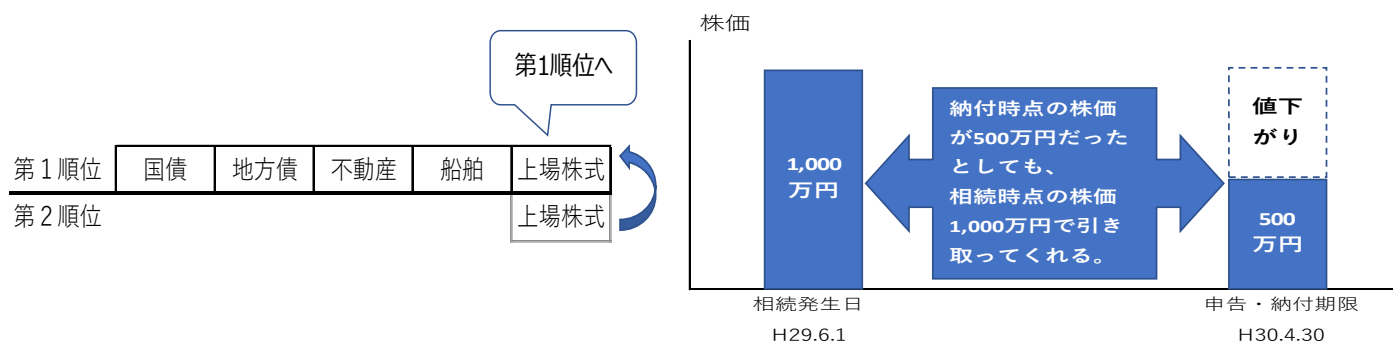 第1順位へ
第1順位 国債 地方債 不動産 船舶 上場株式
第2順位 上場株式
株価
1,000
万円
納付時点の株価
が500万円だった
としても、
相続時点の株価
1,000万円で引き
取ってくれる。
値下
がり
500
万円
相続発生日
H29.6.1
申告・納付期限
H30.4.30